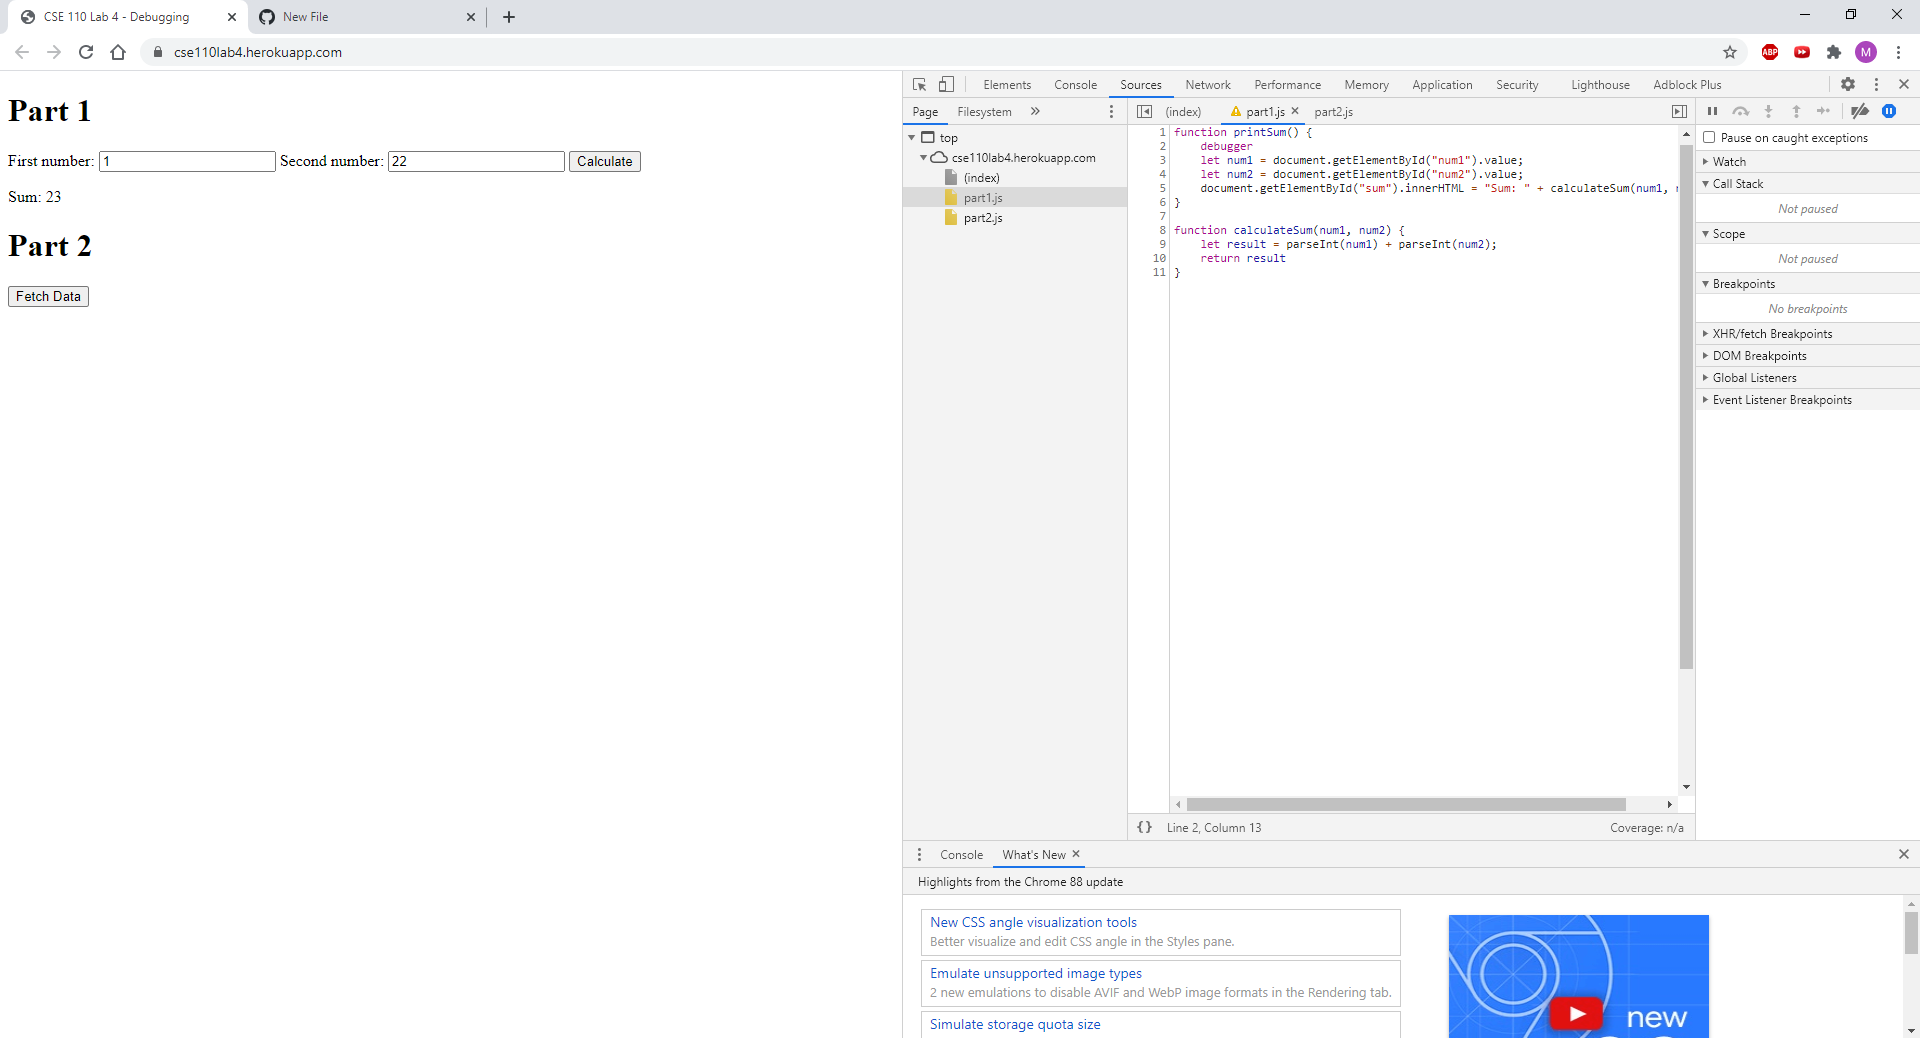 CSE 110 Lab 4 - Debugging
New File
cse110lab4.herokuapp.com
ABP
M
Part 1
First number: 1 Second number: 22 Calculate
Sum: 23
Part 2
Fetch Data
Elements Console Sources Network Performance Memory Application Security Lighthouse Adblock Plus
Page Filesystem
top
cse110lab4.herokuapp.com
(index)
part1.js
part2.js
(index) part1.js part2.js
1 function printSum() {
2 debugger
3 let num1 = document.getElementById("num1").value;
4 let num2 = document.getElementById("num2").value;
5 document.getElementById("sum").innerHTML = "Sum: " + calculateSum(num1,
6 }
7
8 function calculateSum(num1, num2) {
9 let result = parseInt(num1) + parseInt(num2);
10 return result
11 }
{} Line 2, Column 13 Coverage: n/a
Pause on caught exceptions
Watch
Call Stack
Not paused
Scope
Not paused
Breakpoints
No breakpoints
XHR/fetch Breakpoints
DOM Breakpoints
Global Listeners
Event Listener Breakpoints
Console What's New
Highlights from the Chrome 88 update
New CSS angle visualization tools
Better visualize and edit CSS angle in the Styles pane.
Emulate unsupported image types
2 new emulations to disable AVIF and WebP image formats in the Rendering tab.
Simulate storage quota size
new